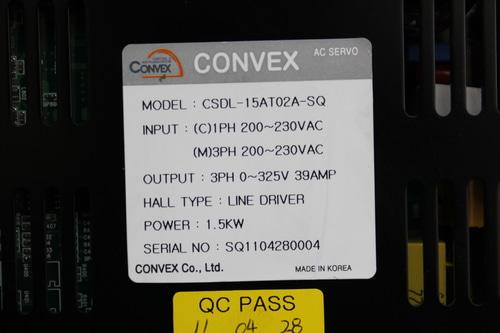 CONVEX
CONVEX AC SERVO
MODEL : CSDL-15AT02A-SQ
INPUT : (C)1PH 200~230VAC
(M)3PH 200~230VAC
OUTPUT : 3PH 0~325V 39AMP
HALL TYPE : LINE DRIVER
POWER : 1.5KW
SERIAL NO : SQ1104280004
CONVEX Co., Ltd. MADE IN KOREA
QC PASS
11 04 28